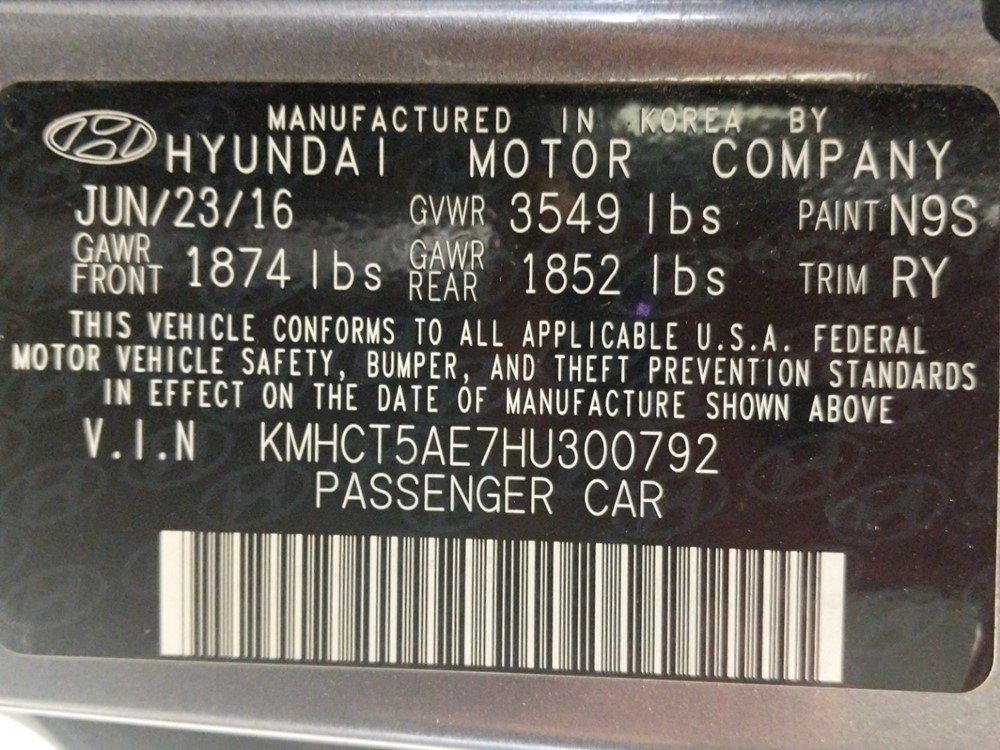 MANUFACTURED IN KOREA BY
HYUNDAI MOTOR COMPANY
JUN/23/16 GVWR 3549 lbs PAINT N9S
GAWR FRONT 1874 lbs GAWR REAR 1852 lbs TRIM RY
THIS VEHICLE CONFORMS TO ALL APPLICABLE U.S.A. FEDERAL
MOTOR VEHICLE SAFETY, BUMPER, AND THEFT PREVENTION STANDARDS
IN EFFECT ON THE DATE OF MANUFACTURE SHOWN ABOVE
V.I.N KMHCT5AE7HU300792
PASSENGER CAR